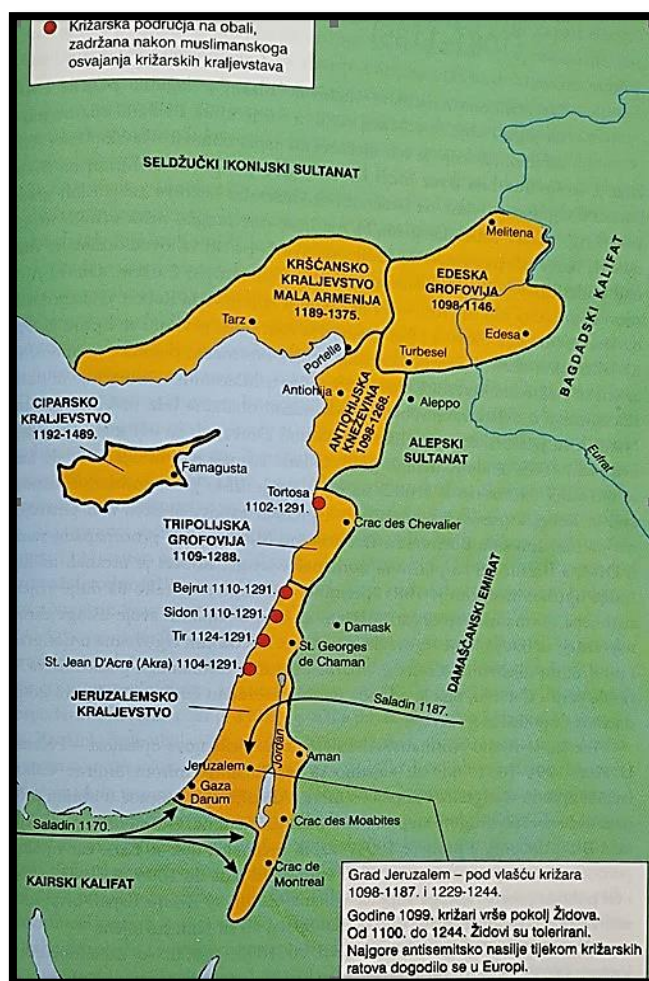 Križarska područja na obali,
zadržana nakon muslimanskoga
osvajanja križarskih kraljevstava
SELDŽUČKI IKONIJSKI SULTANAT
Melitena
KRŠĆANSKO
KRALJEVSTVO
MALA ARMENIJA
1189-1375.
EDESKA
GROFOVIJA
1098-1146.
BAGDADSKI KALIFAT
Tarz
Edesa
Portelle
Turbesel
Antiohija
ANTIOHIJSKA
KNEŽEVINA
1098-1268.
Aleppo
CIPARSKO
KRALJEVSTVO
1192-1489.
ALEPSKI
SULTANAT
Eufrat
Famagusta
Tortosa
1102-1291.
Crac des Chevalier
TRIPOLIJSKA
GROFOVIJA
1109-1288.
Bejrut 1110-1291.
Sidon 1110-1291.
Damask
Tir 1124-1291.
St. Georges
de Chaman
DAMAŠČANSKI EMIRAT
St. Jean D'Acre (Akra) 1104-1291.
JERUZALEMSKO
KRALJEVSTVO
Saladin 1187.
Jordan
Aman
Jeruzalem
Gaza
Darum
Crac des Moabites
Saladin 1170.
Crac de
Montreal
KAIRSKI KALIFAT
Grad Jeruzalem – pod vlašću križara
1098-1187. i 1229-1244.
Godine 1099. križari vrše pokolj Židova.
Od 1100. do 1244. Židovi su tolerirani.
Najgore antisemitsko nasilje tijekom križarskih
ratova dogodilo se u Europi.